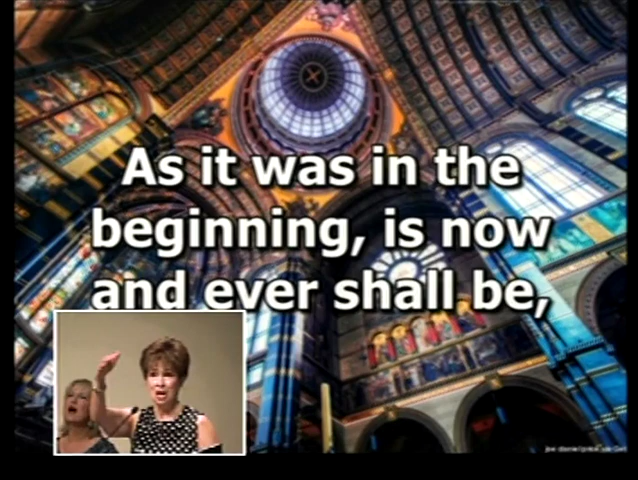 As it was in the
beginning, is now
and ever shall be,